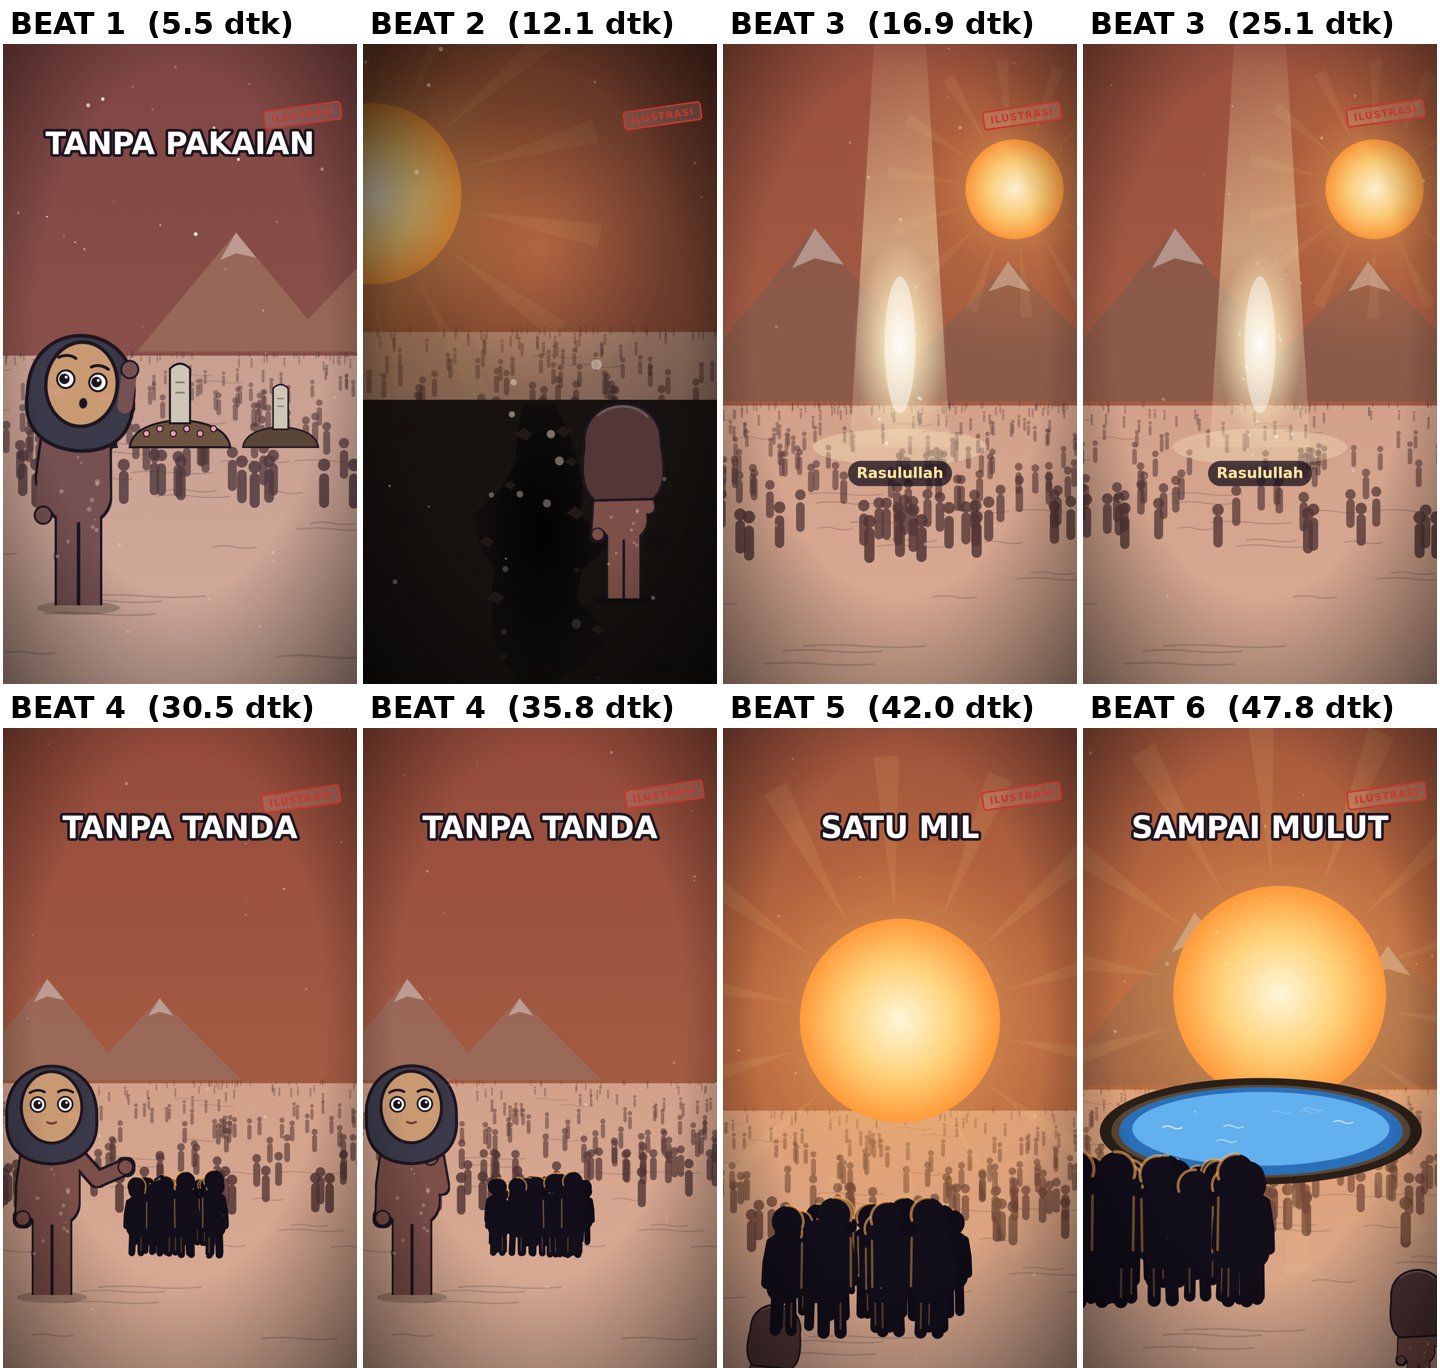 BEAT 1 (5.5 dtk)
BEAT 2 (12.1 dtk)
BEAT 3 (16.9 dtk)
BEAT 3 (25.1 dtk)
ILUSTRASI
TANPA PAKAIAN
ILUSTRASI
ILUSTRASI
Rasulullah
ILUSTRASI
Rasulullah
BEAT 4 (30.5 dtk)
BEAT 4 (35.8 dtk)
BEAT 5 (42.0 dtk)
BEAT 6 (47.8 dtk)
ILUSTRASI
TANPA TANDA
ILUSTRASI
TANPA TANDA
ILUSTRASI
SATU MIL
ILUSTRASI
SAMPAI MULUT